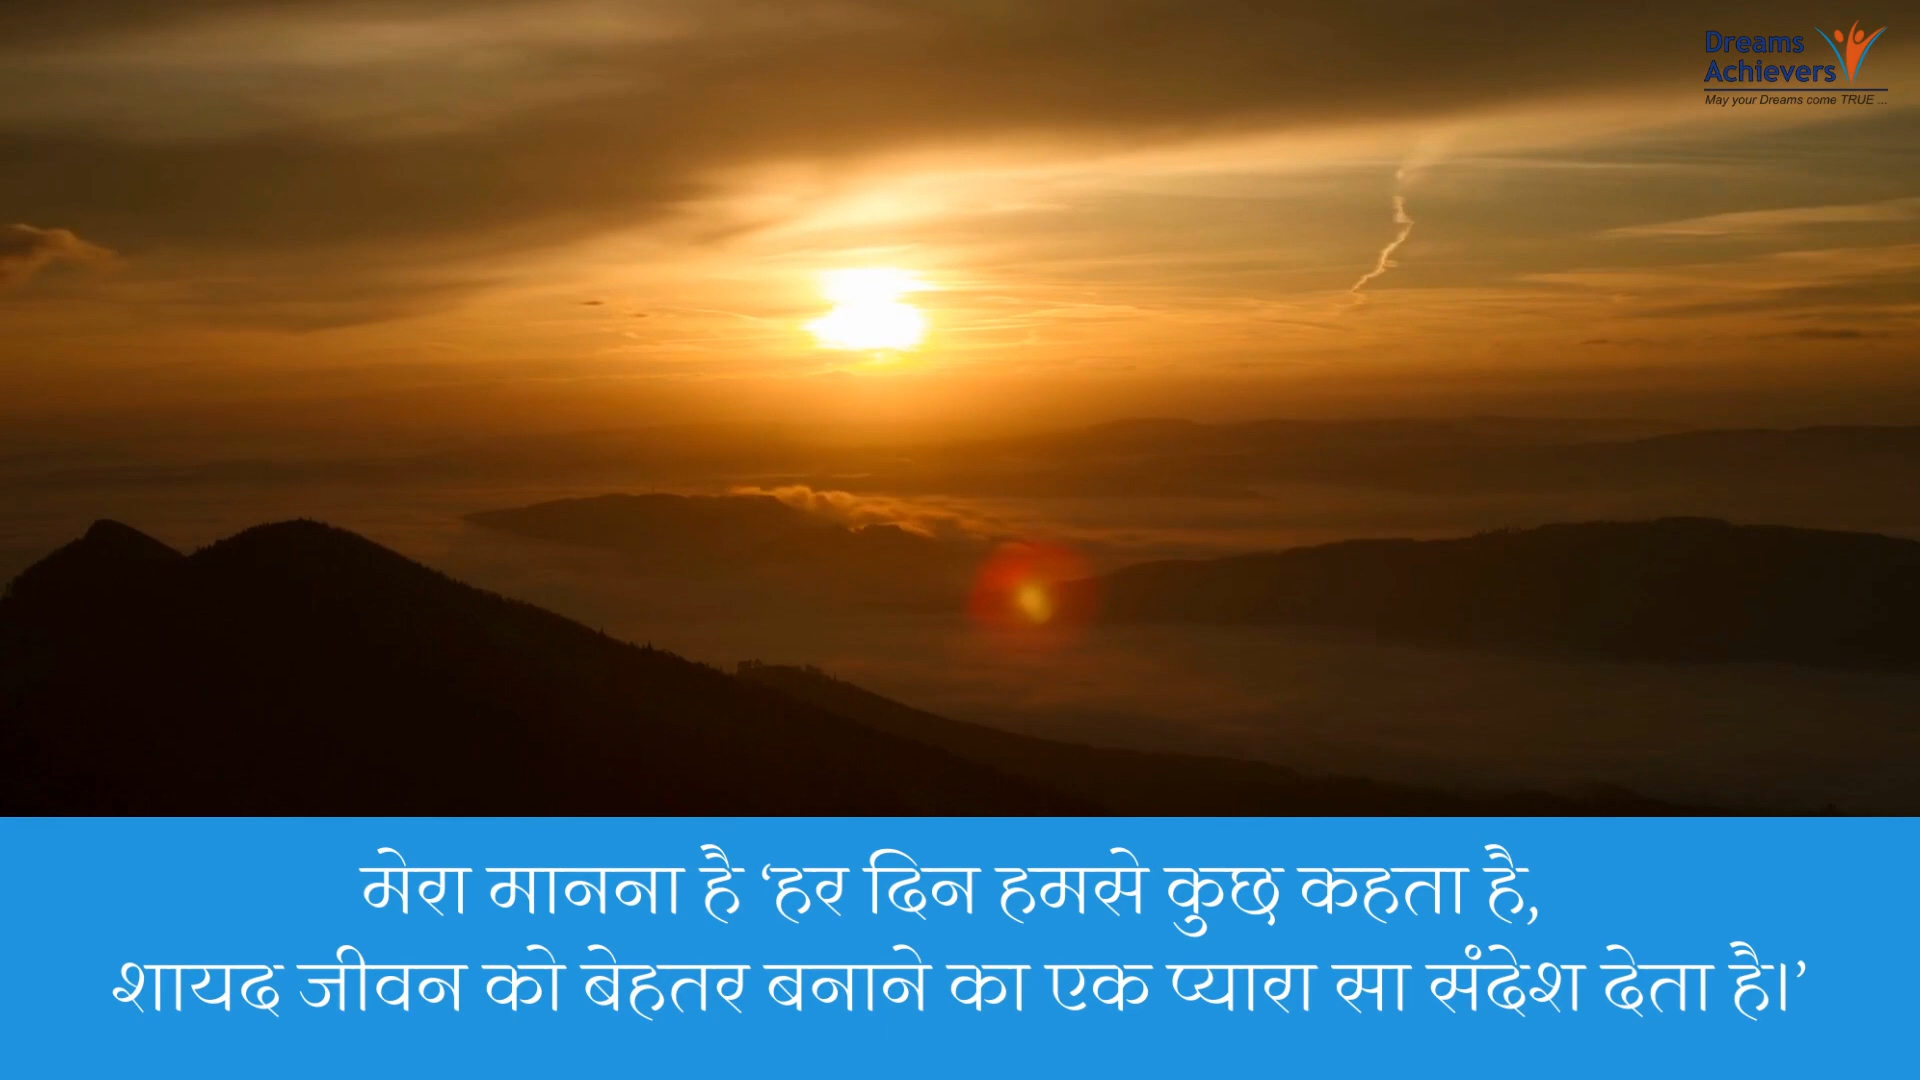 Dreams
Achievers
May your Dreams come TRUE ...
मेरा मानना है ‘हर दिन हमसे कुछ कहता है,
शायद जीवन को बेहतर बनाने का एक प्यारा सा संदेश देता है।’